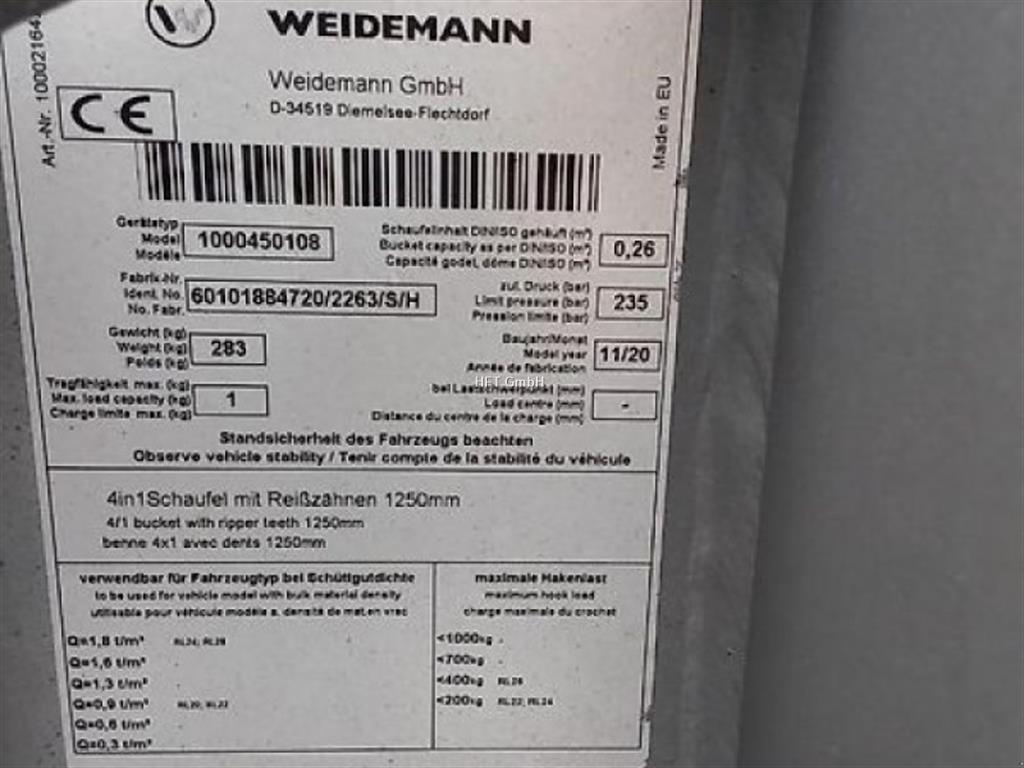 WEIDEMANN
Weidemann GmbH
D-34519 Diemelsee-Flechtdorf
CE
Art.-Nr. 10002164
Made in EU
Gerätetyp
Model
Modèle
1000450108
Schaufelinhalt DIN/ISO gehäuft (m³)
Bucket capacity as per DIN/ISO (m³)
Capacité godet, dôme DIN/ISO (m³)
0,26
Fabrik-Nr.
Ident. No.
No. Fabr.
60101884720/2263/S/H
zul. Druck (bar)
Limit pressure (bar)
Pression limite (bar)
235
Gewicht (kg)
Weight (kg)
Poids (kg)
283
Baujahr/Monat
Model year
Année de fabrication
11/20
Tragfähigkeit max. (kg)
Max. load capacity (kg)
Charge limite max. (kg)
1
bei Lastschwerpunkt (mm)
Load centre (mm)
Distance du centre de la charge (mm)
-
HFT GmbH
Standsicherheit des Fahrzeugs beachten
Observe vehicle stability / Tenir compte de la stabilité du véhicule
4in1Schaufel mit Reißzähnen 1250mm
4/1 bucket with ripper teeth 1250mm
benne 4x1 avec dents 1250mm
verwendbar für Fahrzeugtyp bei Schüttgutdichte
to be used for vehicle model with bulk material density
utilisable pour véhicule modèle a. densité de mat.en vrac
Q=1,8 t/m³
Q=1,6 t/m³ .
Q=1,3 t/m³ .
Q=0,9 t/m³
Q=0,6 t/m³ .
Q=0,3 t/m³ .
maximale Hakenlast
maximum hook load
charge maximale du crochet
<1000kg .
<700kg .
<400kg
<200kg